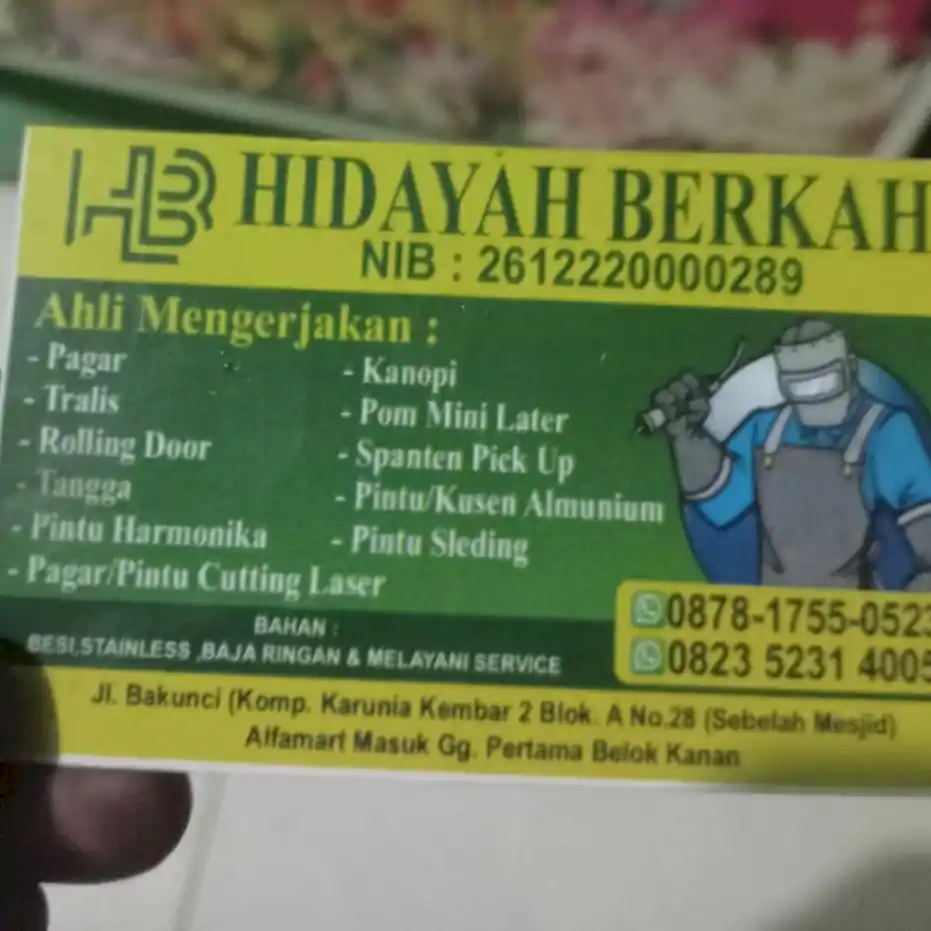 HLB
HIDAYAH BERKAH
NIB : 2612220000289
Ahli Mengerjakan :
- Pagar
- Tralis
- Rolling Door
- Tangga
- Pintu Harmonika
- Pagar/Pintu Cutting Laser
- Kanopi
- Pom Mini Later
- Spanten Pick Up
- Pintu/Kusen Almunium
- Pintu Sleding
BAHAN :
BESI,STAINLESS ,BAJA RINGAN & MELAYANI SERVICE
0878-1755-0523
0823 5231 4005
Jl. Bakunci (Komp. Karunia Kembar 2 Blok. A No.28 (Sebelah Mesjid)
Alfamart Masuk Gg. Pertama Belok Kanan